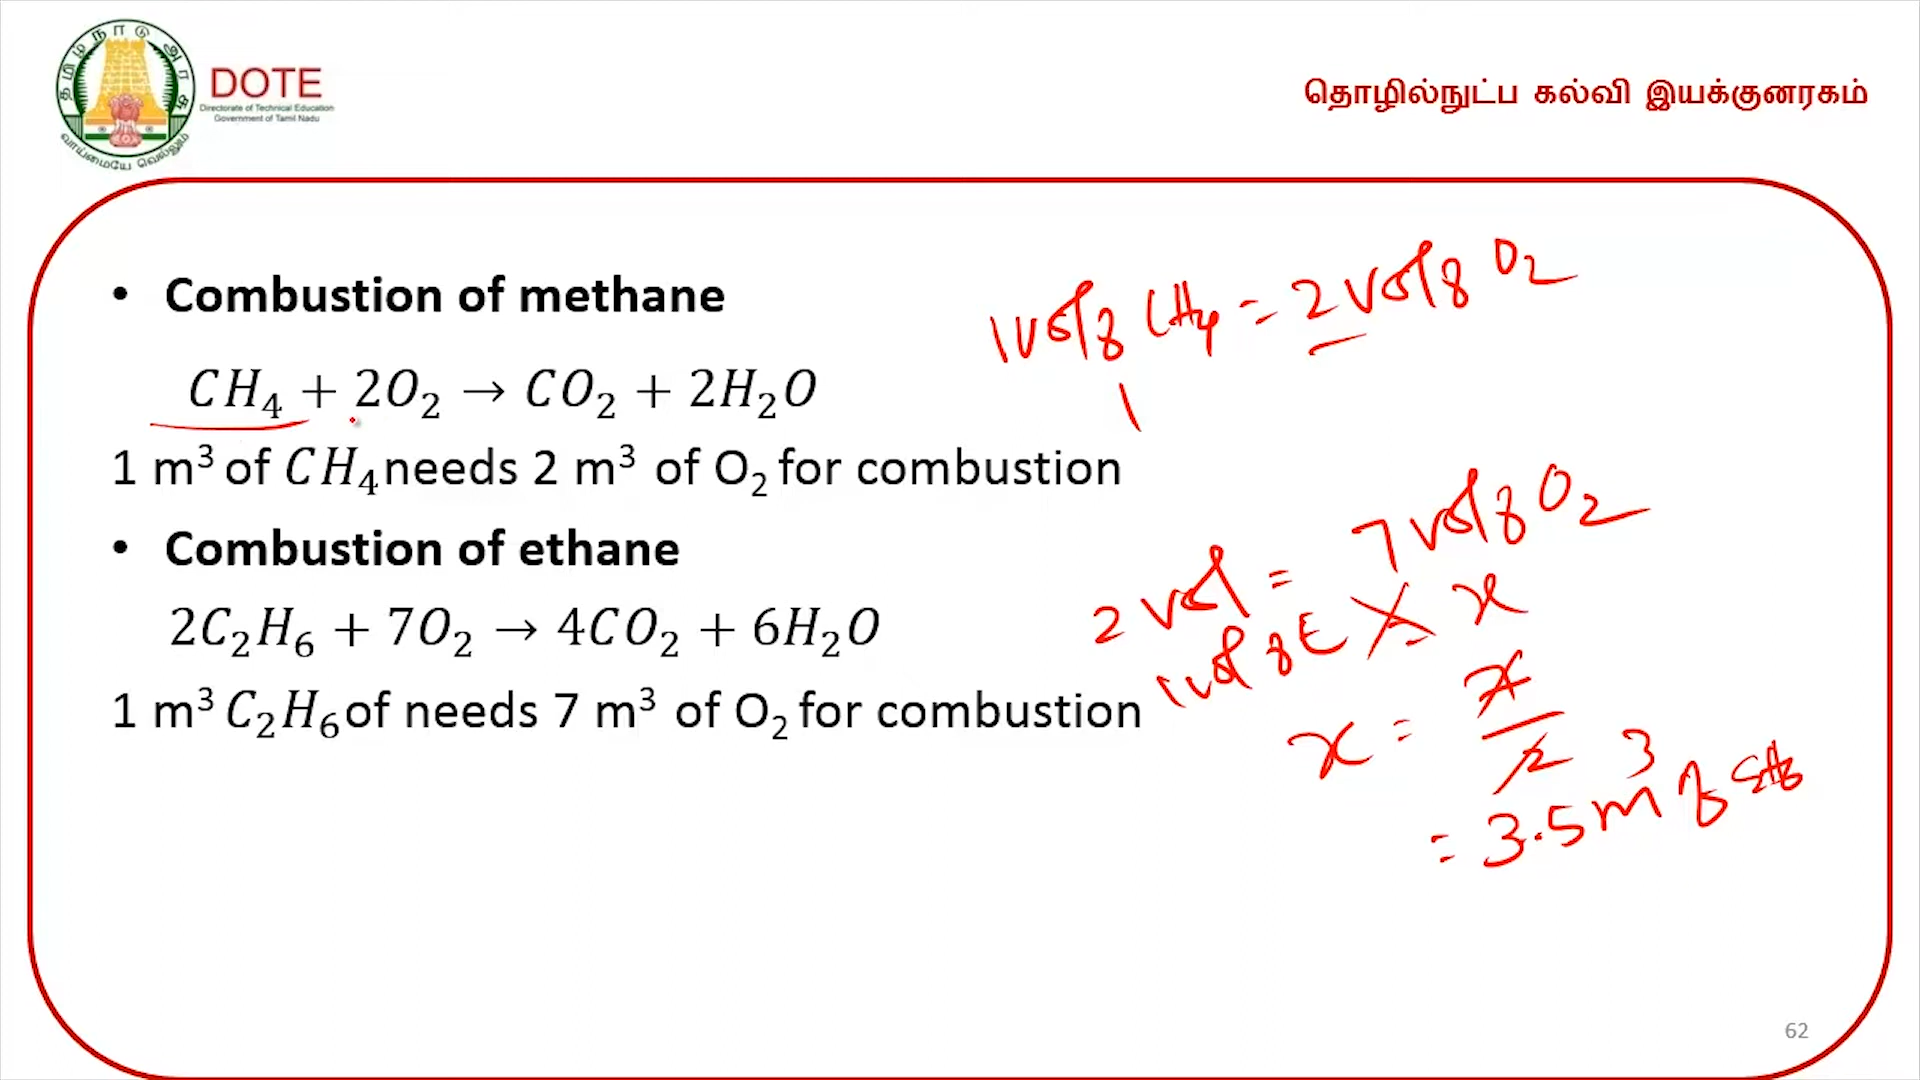 தமிழ்நாடு அரசு
வாய்மையே வெல்லும்
DOTE
Directorate of Technical Education
Government of Tamil Nadu
தொழில்நுட்ப கல்வி இயக்குனரகம்
• Combustion of methane
CH₄ + 2O₂ → CO₂ + 2H₂O
1 m³ of CH₄ needs 2 m³ of O₂ for combustion
• Combustion of ethane
2C₂H₆ + 7O₂ → 4CO₂ + 6H₂O
1 m³ C₂H₆ of needs 7 m³ of O₂ for combustion
1 vol of CH₄ = 2 vol of O₂
1
2 vol = 7 vol of O₂
1 vol of E = x
x = 7/2
= 3.5 m³ of
62